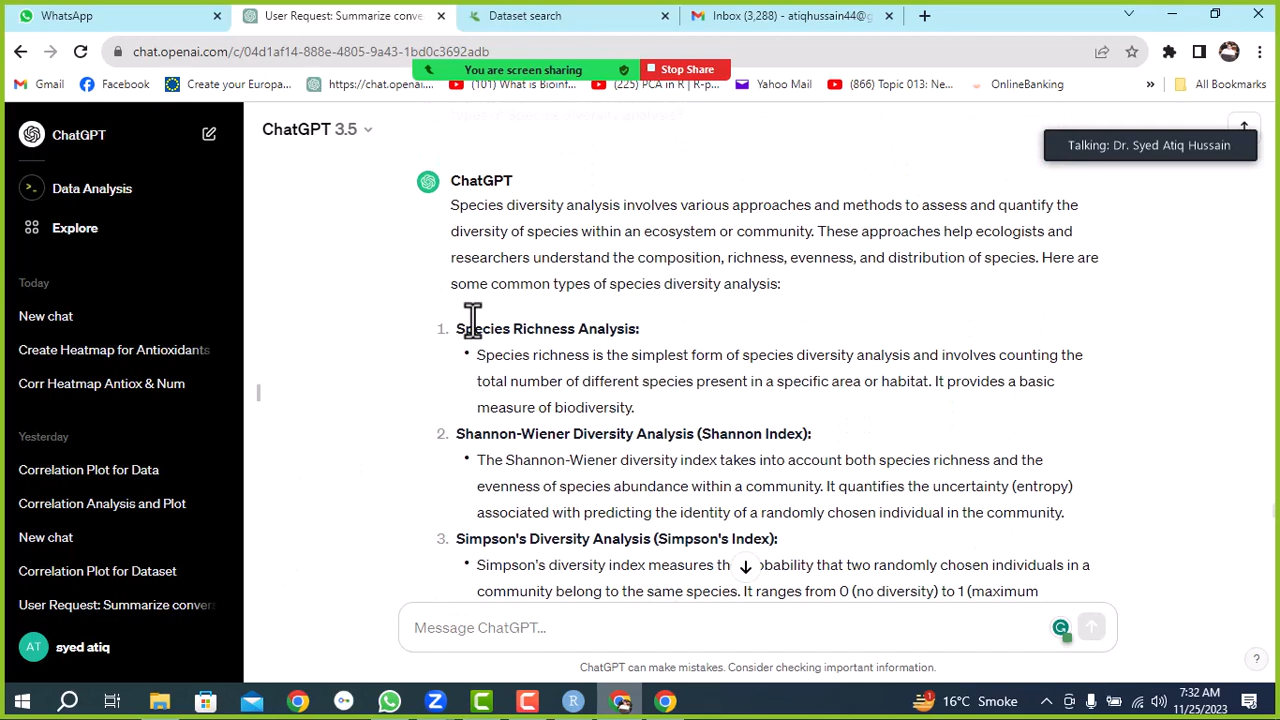 WhatsApp
User Request: Summarize conve
Dataset search
Inbox (3,288) - atiqhussain44@g
chat.openai.com/c/04d1af14-888e-4805-9a43-1bd0c3692adb
You are screen sharing
Stop Share
Gmail
Facebook
Create your Europa...
https://chat.openai....
(101) What is Bioinf...
(225) PCA in R | R-p...
Yahoo Mail
(866) Topic 013: Ne...
OnlineBanking
»
All Bookmarks
ChatGPT
ChatGPT 3.5
Talking: Dr. Syed Atiq Hussain
Data Analysis
Explore
Today
New chat
Create Heatmap for Antioxidants
Corr Heatmap Antiox & Num
Yesterday
Correlation Plot for Data
Correlation Analysis and Plot
New chat
Correlation Plot for Dataset
User Request: Summarize convers
AT syed atiq
ChatGPT
Species diversity analysis involves various approaches and methods to assess and quantify the
diversity of species within an ecosystem or community. These approaches help ecologists and
researchers understand the composition, richness, evenness, and distribution of species. Here are
some common types of species diversity analysis:
1. Species Richness Analysis:
• Species richness is the simplest form of species diversity analysis and involves counting the
total number of different species present in a specific area or habitat. It provides a basic
measure of biodiversity.
2. Shannon-Wiener Diversity Analysis (Shannon Index):
• The Shannon-Wiener diversity index takes into account both species richness and the
evenness of species abundance within a community. It quantifies the uncertainty (entropy)
associated with predicting the identity of a randomly chosen individual in the community.
3. Simpson's Diversity Analysis (Simpson's Index):
• Simpson's diversity index measures th obability that two randomly chosen individuals in a
community belong to the same species. It ranges from 0 (no diversity) to 1 (maximum
Message ChatGPT...
ChatGPT can make mistakes. Consider checking important information.
?
16°C Smoke
7:32 AM
11/25/2023